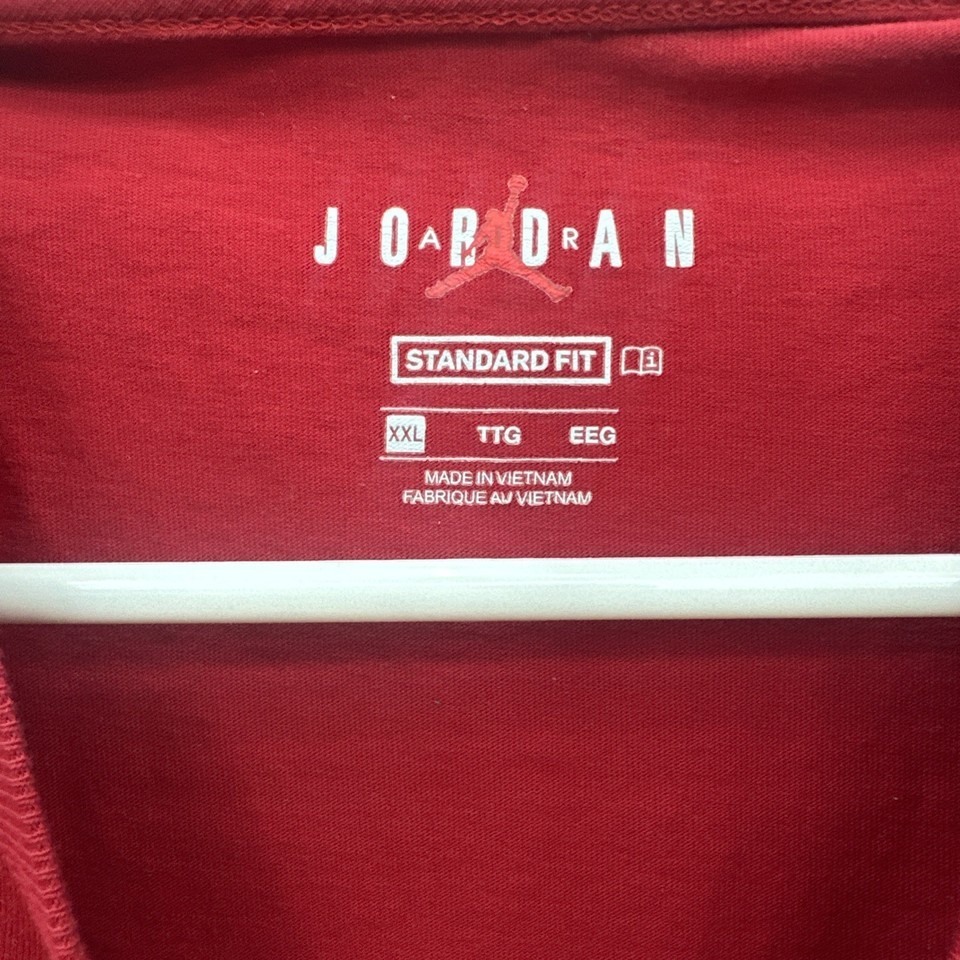 JORDAN
AIR
STANDARD FIT
XXL TTG EEG
MADE IN VIETNAM
FABRIQUE AU VIETNAM